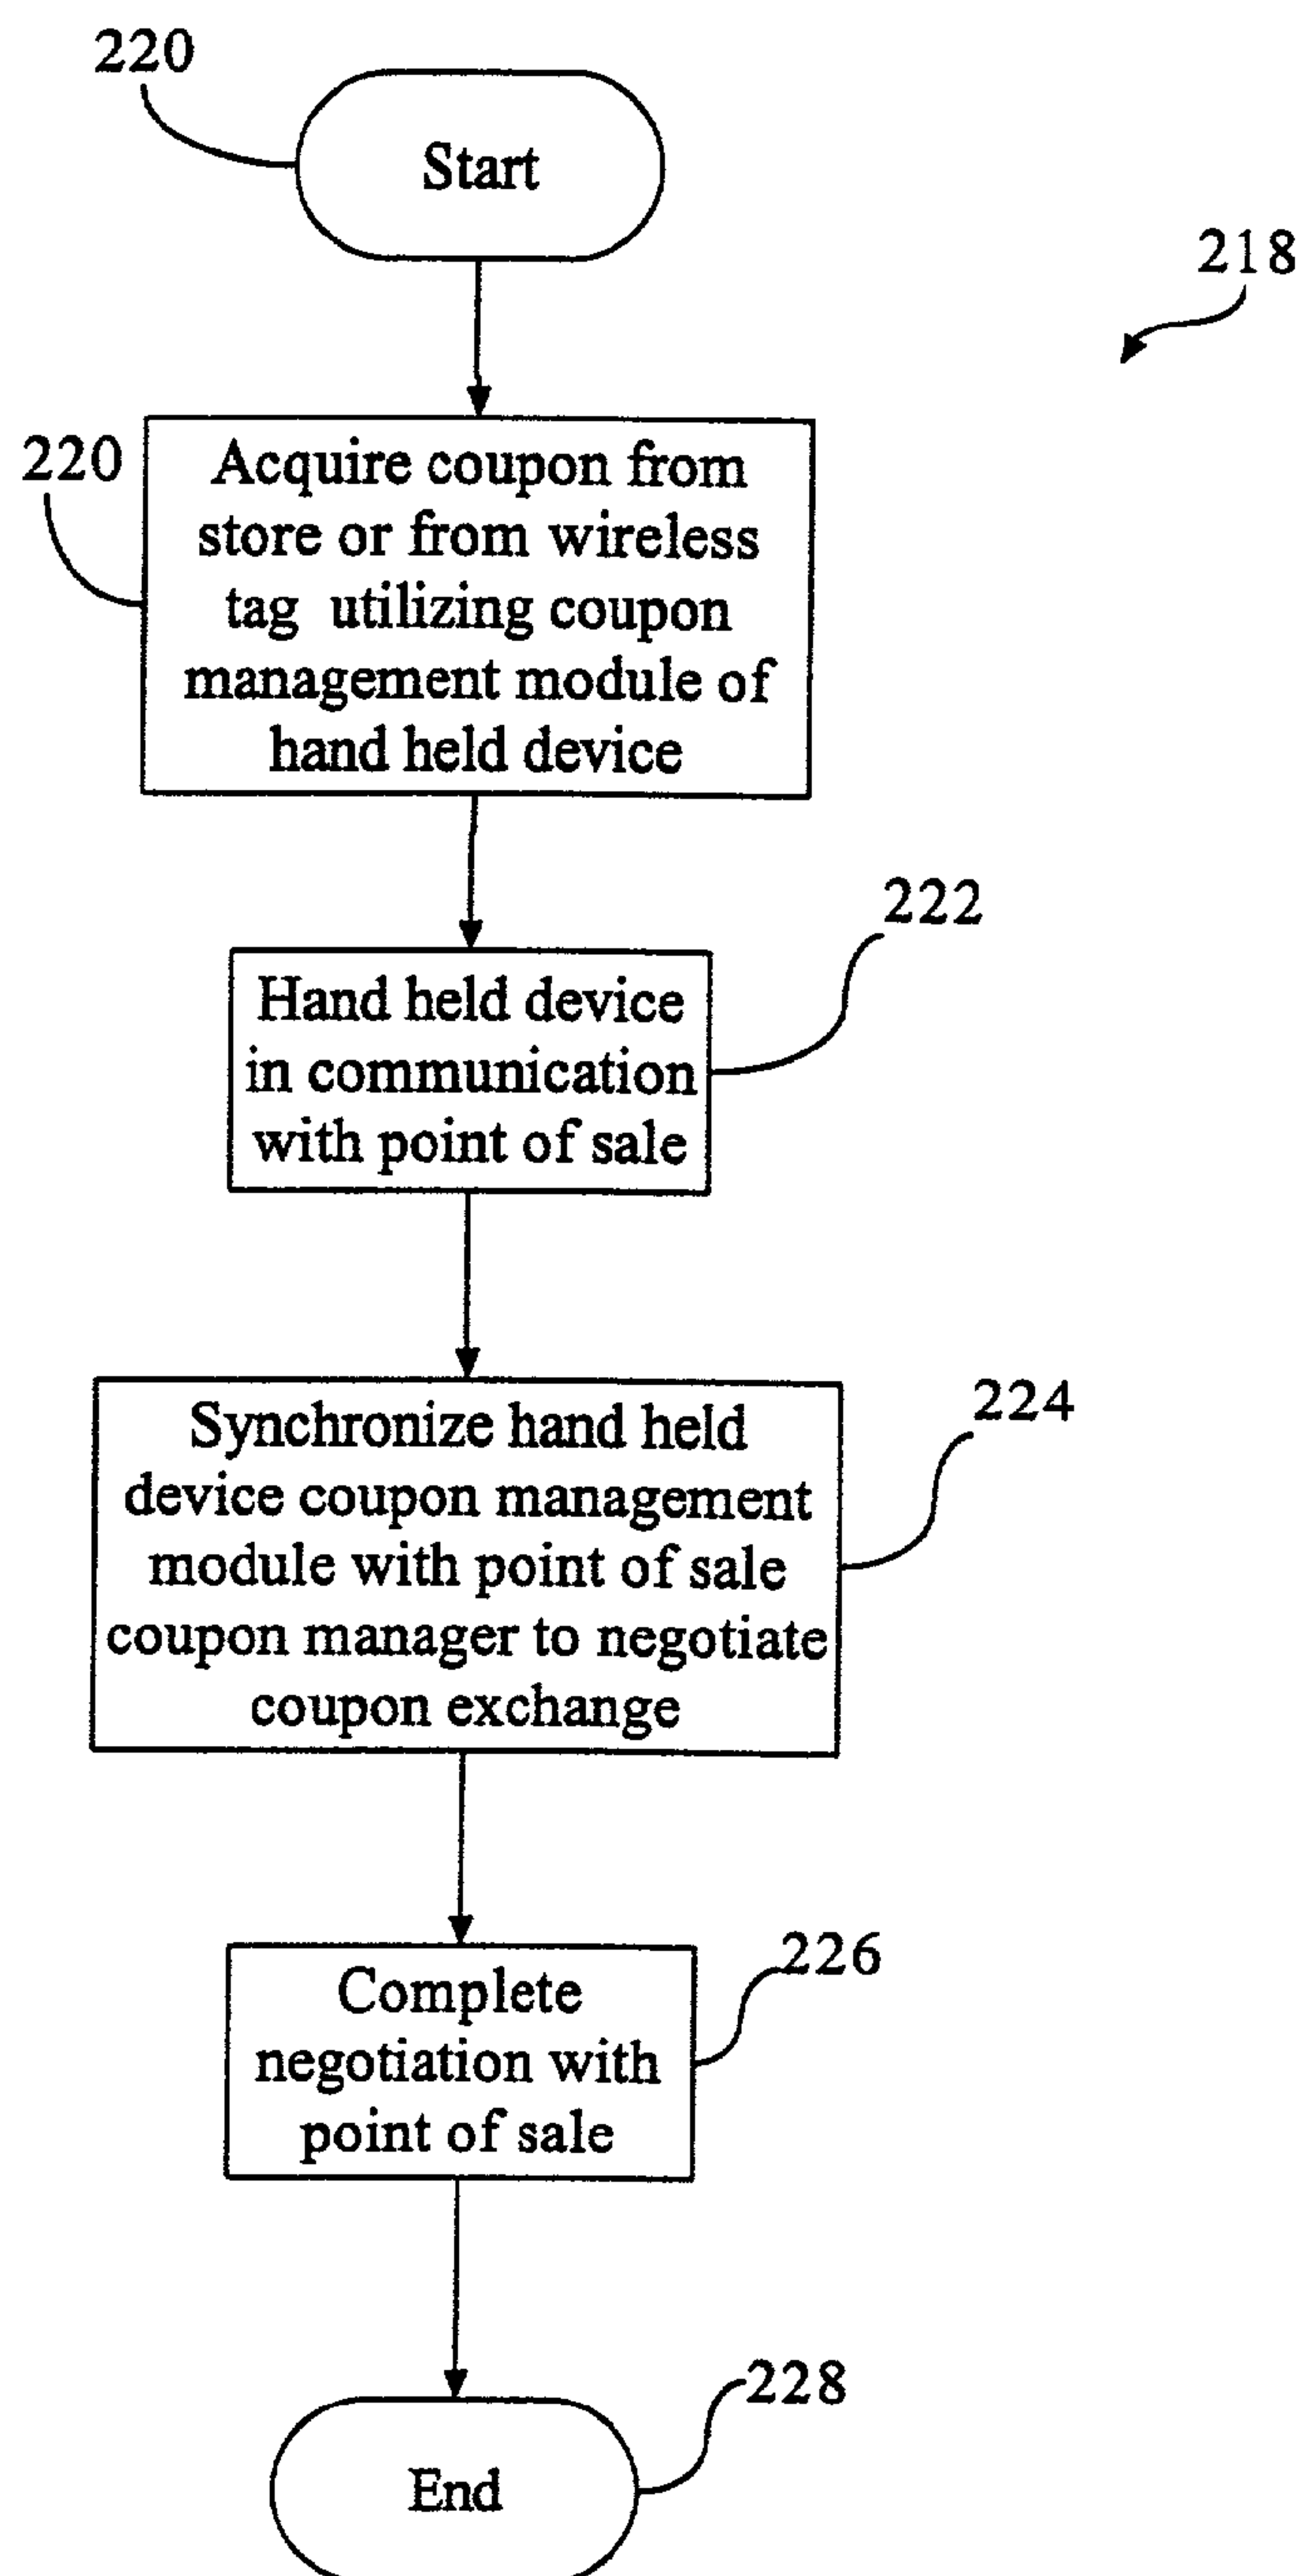 220
Start
218
220
Acquire coupon from
store or from wireless
tag utilizing coupon
management module of
hand held device
222
Hand held device
in communication
with point of sale
224
Synchronize hand held
device coupon management
module with point of sale
coupon manager to negotiate
coupon exchange
226
Complete
negotiation with
point of sale
228
End